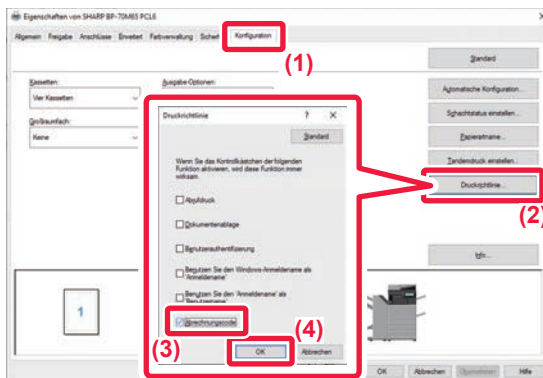 Eigenschaften von SHARP BP-70M65 PCL6
Allgemein Freigabe Anschlüsse Erweitert Farbverwaltung Sicherheit Konfiguration
(1)
Standard
Kassetten:
Ausgabe-Optionen:
Vier Kassetten
Automatische Konfiguration...
Großraumfach:
Schachtstatus einstellen...
Keine
Papierartname...
Tandemdruck einstellen...
Druckrichtlinie...
(2)
Info...
Druckrichtlinie ? X
Standard
Wenn Sie das Kontrollkästchen der folgenden
Funktion aktivieren, wird diese Funktion immer
wirksam.
Abrufdruck
Dokumentenablage
Benutzerauthentifizierung
Benutzen Sie den Windows-Anmeldename als
'Anmeldename'
Benutzen Sie den 'Anmeldename' als
'Benutzername'
Abrechnungscode
(3)
(4)
OK Abbrechen
1
OK Abbrechen Übernehmen Hilfe